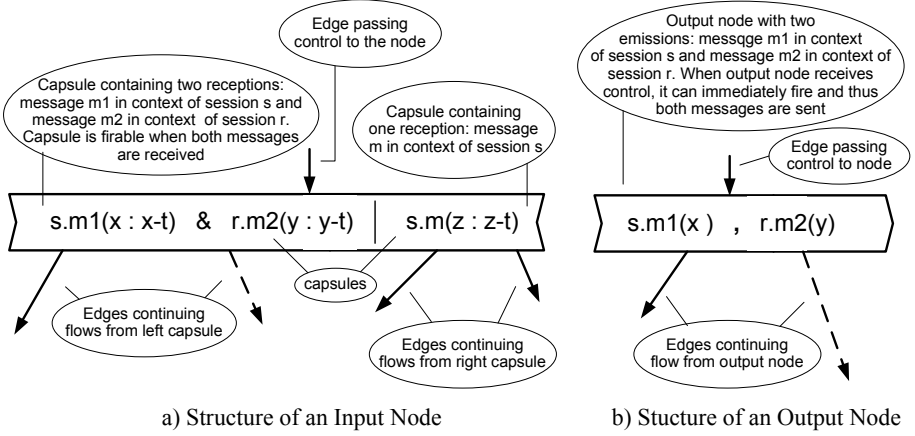 Edge passing
control to the node
Capsule containing two receptions:
message m1 in context of session s and
message m2 in context of session r.
Capsule is firable when both messages
are received
Capsule containing
one reception: message
m in context of session s
s.m1(x : x-t) & r.m2(y : y-t) | s.m(z : z-t)
capsules
Edges continuing
flows from left capsule
Edges continuing
flows from right capsule
a) Structure of an Input Node
Output node with two
emissions: messqge m1 in context
of session s and message m2 in context of
session r. When output node receives
control, it can immediately fire and thus
both messages are sent
Edge passing
control to node
s.m1(x ) , r.m2(y)
Edges continuing
flow from output node
b) Stucture of an Output Node